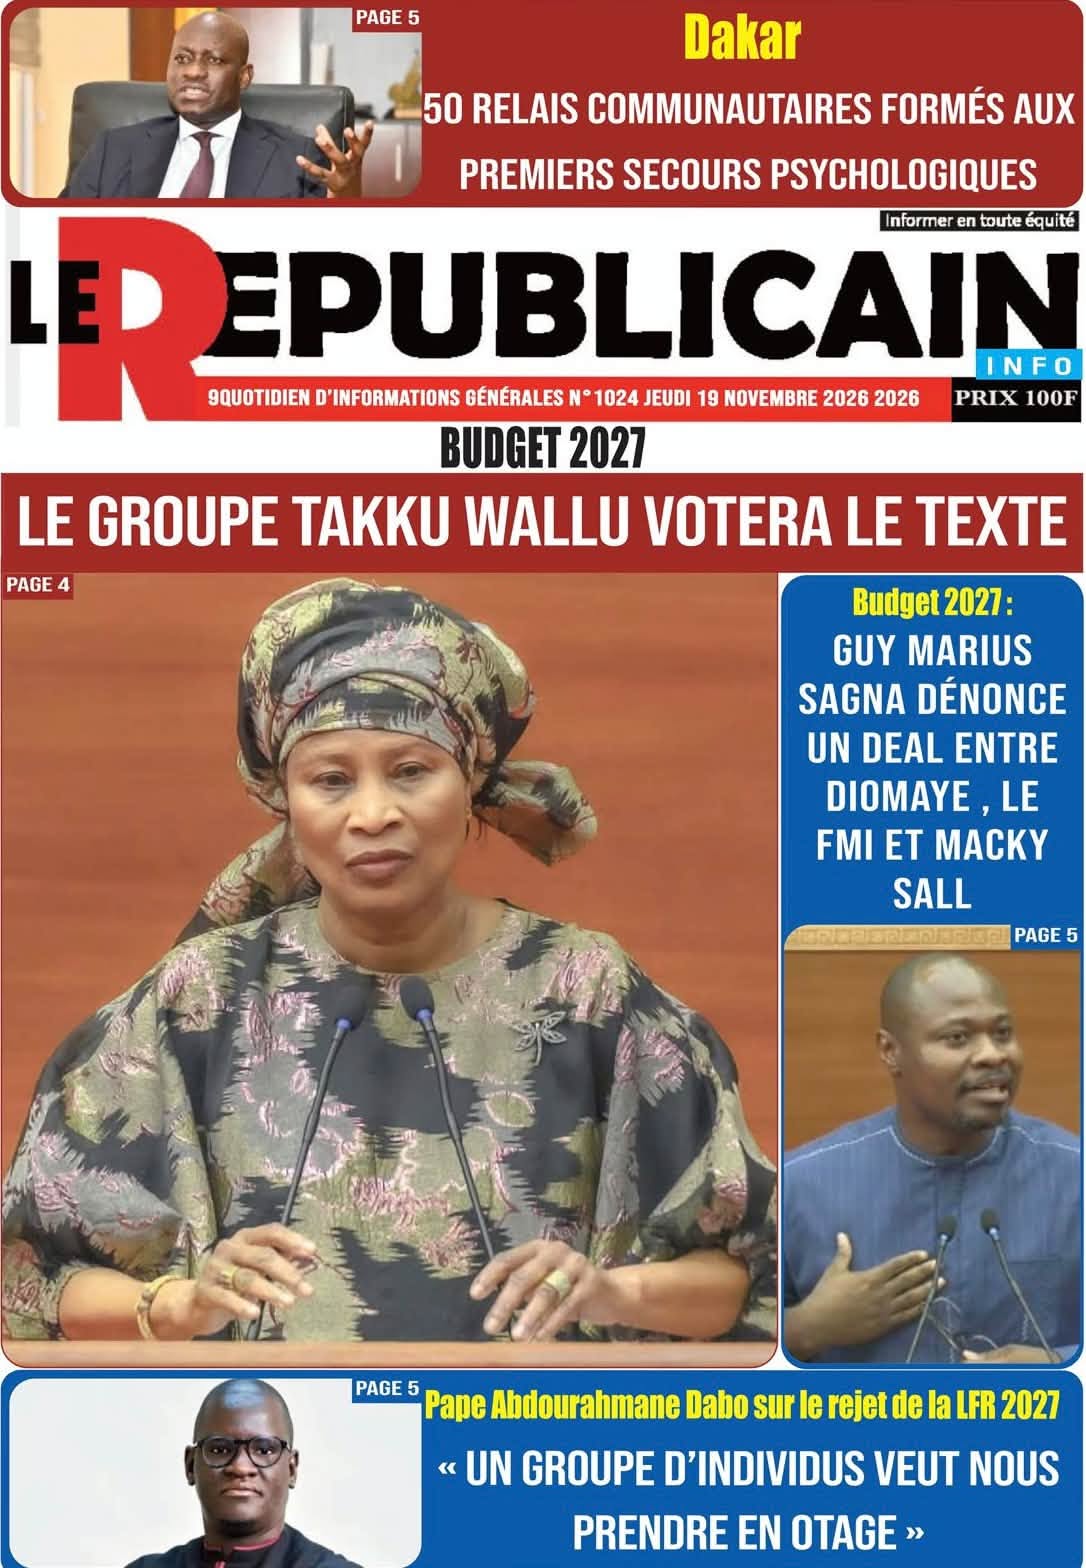 PAGE 5
Dakar
50 RELAIS COMMUNAUTAIRES FORMÉS AUX
PREMIERS SECOURS PSYCHOLOGIQUES
Informer en toute équité
LE REPUBLICAIN
INFO
9QUOTIDIEN D'INFORMATIONS GÉNÉRALES N°1024 JEUDI 19 NOVEMBRE 2026 2026
PRIX 100F
BUDGET 2027
LE GROUPE TAKKU WALLU VOTERA LE TEXTE
PAGE 4
Budget 2027 :
GUY MARIUS
SAGNA DÉNONCE
UN DEAL ENTRE
DIOMAYE , LE
FMI ET MACKY
SALL
PAGE 5
PAGE 5
Pape Abdourahmane Dabo sur le rejet de la LFR 2027
« UN GROUPE D'INDIVIDUS VEUT NOUS
PRENDRE EN OTAGE »